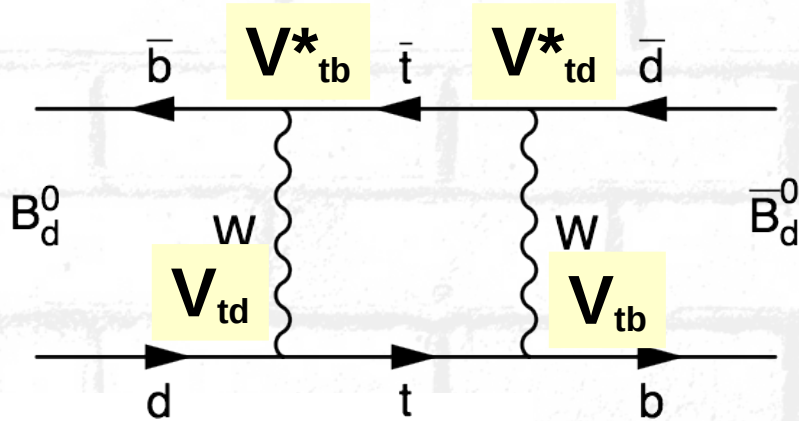 V*tb V*td
b̅ t̅ d̅
B⁰d W W B̅⁰d
Vtd Vtb
d t b